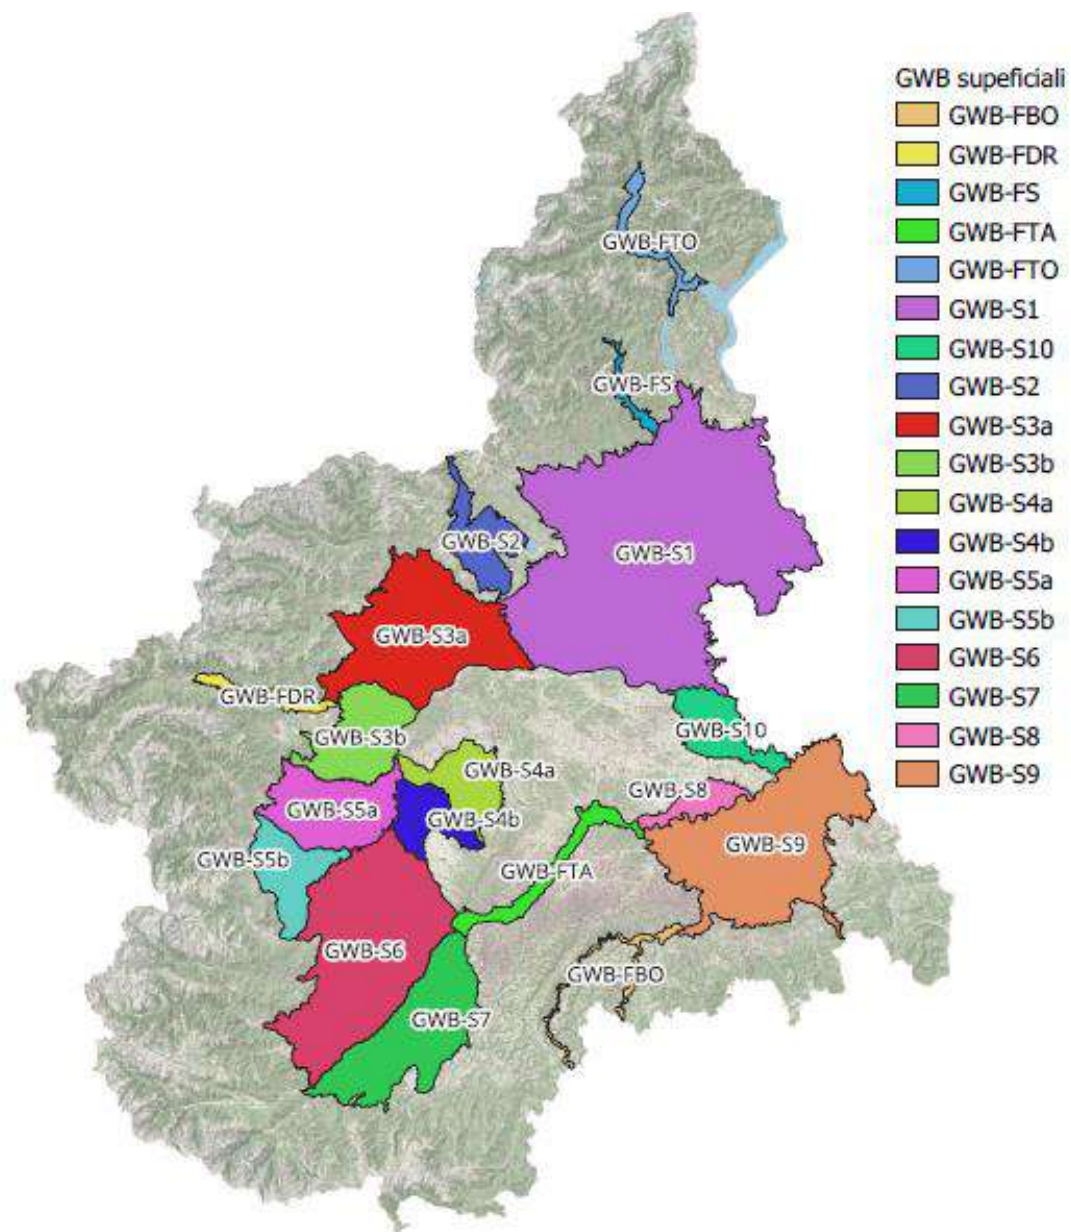 GWB supeficiali
GWB-FBO
GWB-FDR
GWB-FS
GWB-FTA
GWB-FTO
GWB-S1
GWB-S10
GWB-S2
GWB-S3a
GWB-S3b
GWB-S4a
GWB-S4b
GWB-S5a
GWB-S5b
GWB-S6
GWB-S7
GWB-S8
GWB-S9
GWB-FTO
GWB-FS
GWB-S2
GWB-S1
GWB-S3a
GWB-FDR
GWB-S3b
GWB-S10
GWB-S4a
GWB-S8
GWB-S5a
GWB-S4b
GWB-S9
GWB-S5b
GWB-FTA
GWB-S6
GWB-FBO
GWB-S7